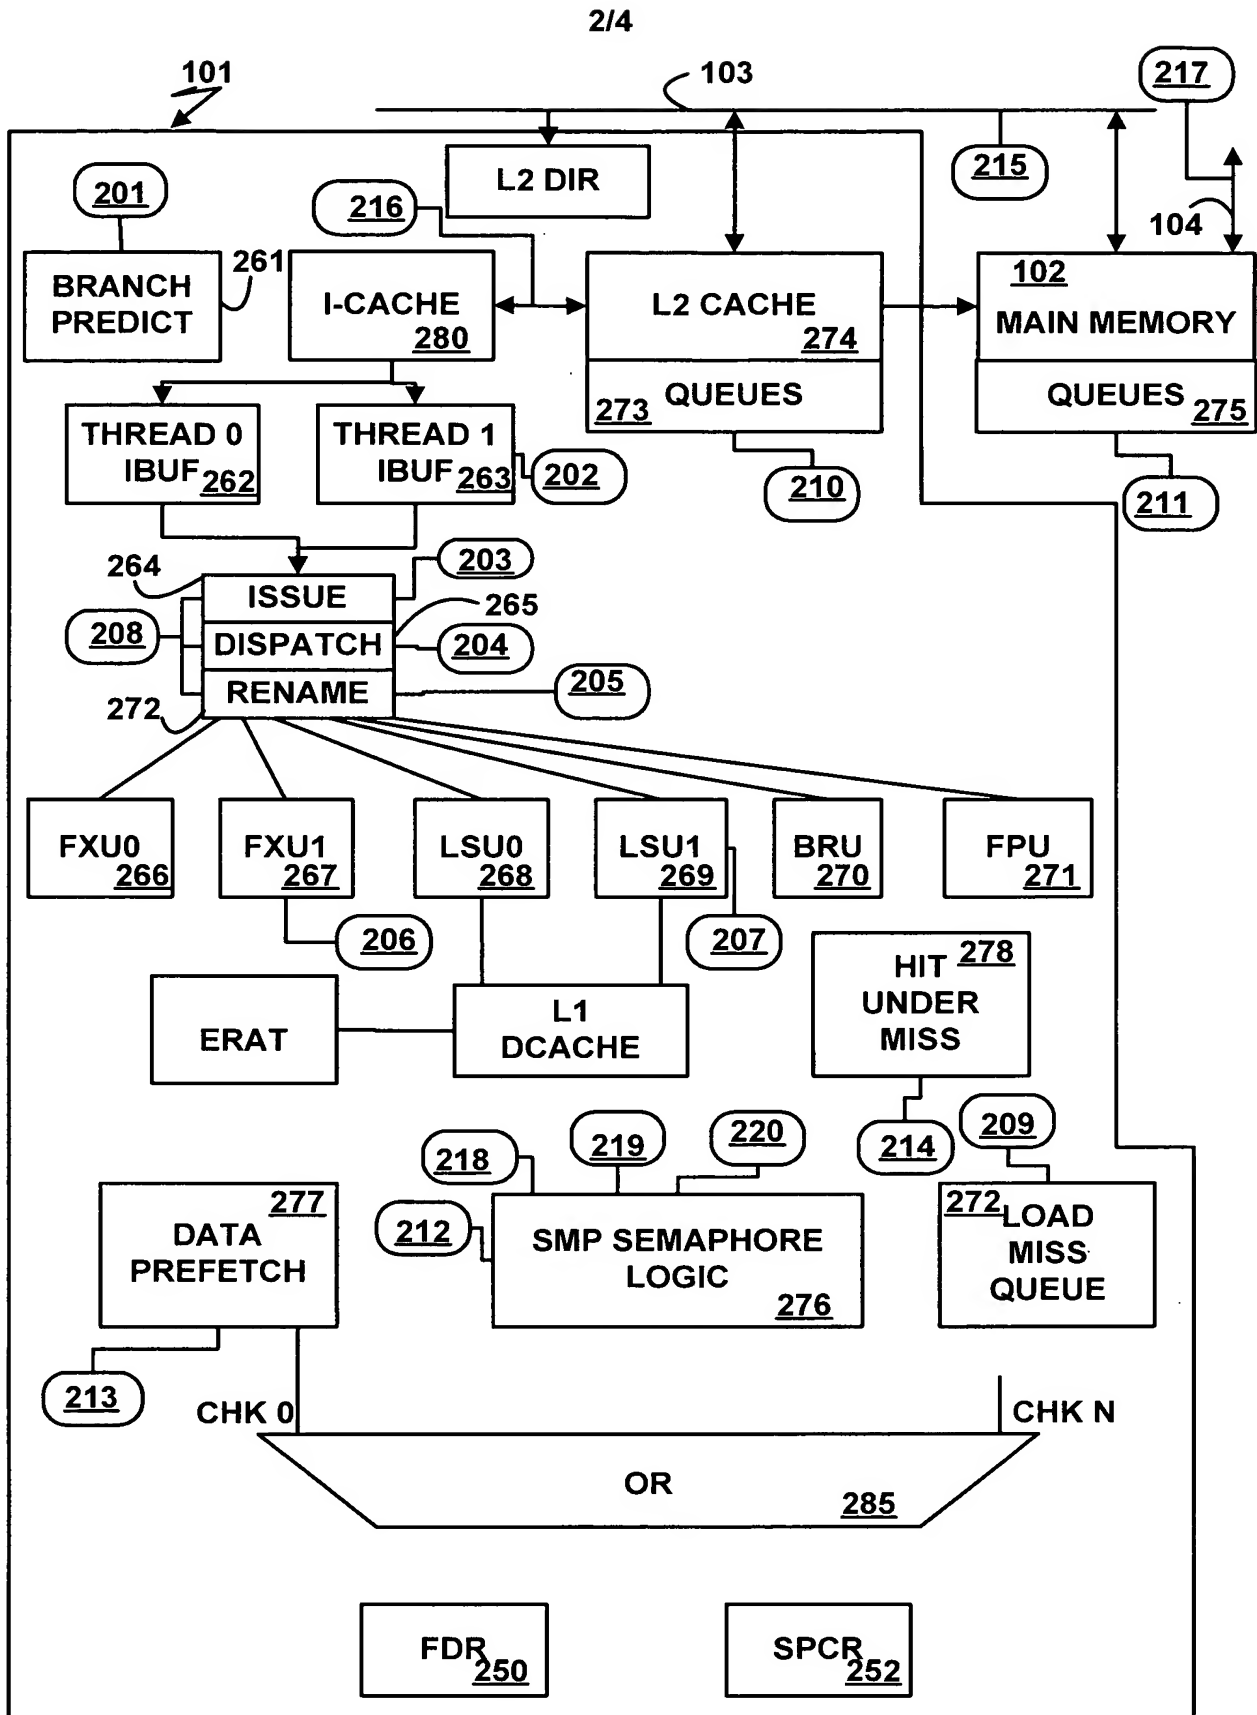 2/4
101
103
217
L2 DIR
215
201
216
104
BRANCH
PREDICT
261
I-CACHE
280
L2 CACHE
274
102
MAIN MEMORY
QUEUES
273
QUEUES
275
THREAD 0
IBUF
262
THREAD 1
IBUF
263
202
210
211
264
ISSUE
203
265
208
DISPATCH
204
RENAME
205
272
FXU0
266
FXU1
267
LSU0
268
LSU1
269
BRU
270
FPU
271
206
207
HIT
278
UNDER
MISS
ERAT
L1
DCACHE
214
209
218
219
220
212
277
DATA
PREFETCH
SMP SEMAPHORE
LOGIC
276
272
LOAD
MISS
QUEUE
213
CHK 0
CHK N
OR
285
FDR
250
SPCR
252